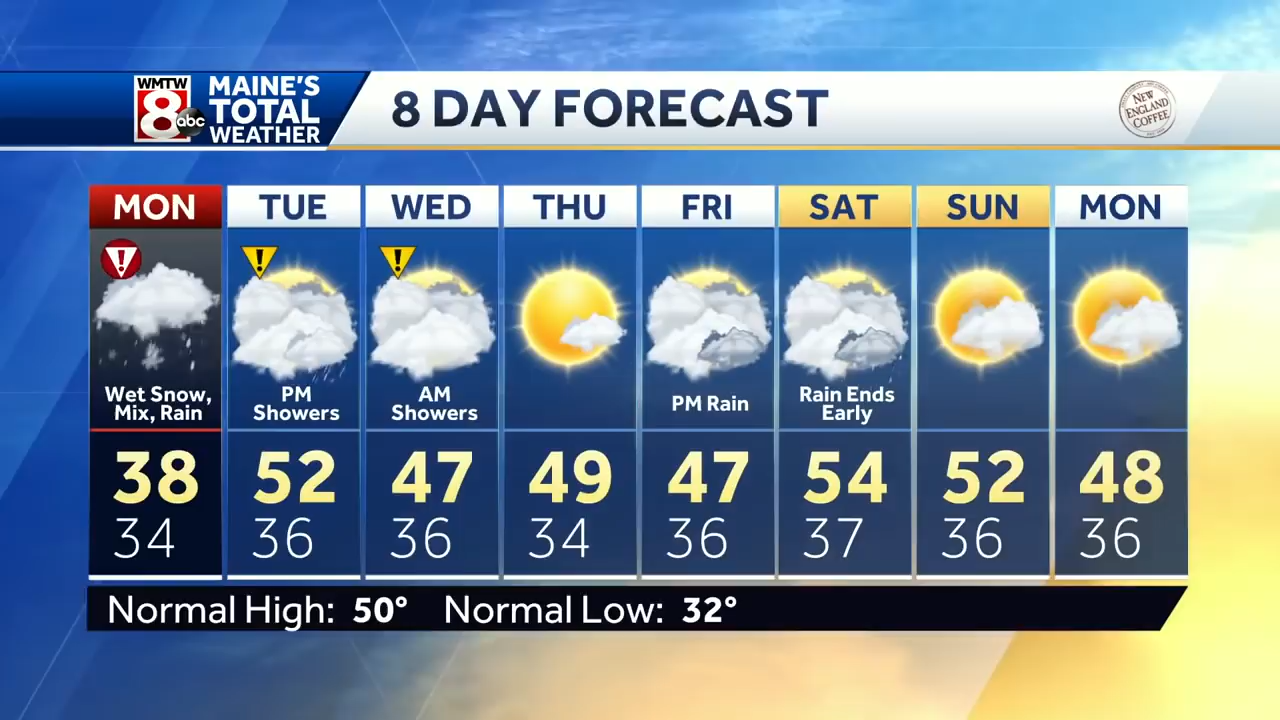 WMTW
8
abc
MAINE'S
TOTAL
WEATHER
8 DAY FORECAST
NEW
ENGLAND
COFFEE
MON TUE WED THU FRI SAT SUN MON
! ! !
Wet Snow,
Mix, Rain
PM
Showers
AM
Showers
PM Rain
Rain Ends
Early
38 52 47 49 47 54 52 48
34 36 36 34 36 37 36 36
Normal High: 50° Normal Low: 32°